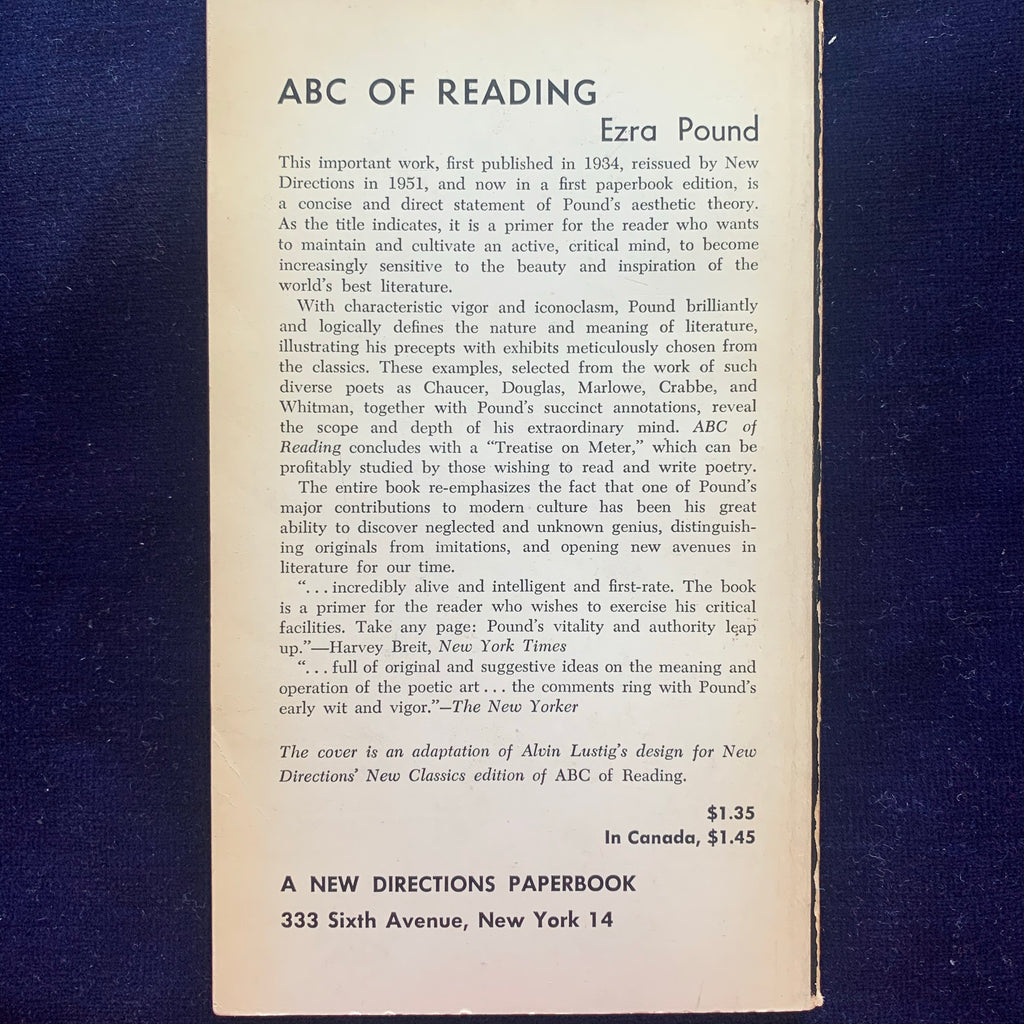 ABC OF READING
Ezra Pound
This important work, first published in 1934, reissued by New
Directions in 1951, and now in a first paperbook edition, is
a concise and direct statement of Pound's aesthetic theory.
As the title indicates, it is a primer for the reader who wants
to maintain and cultivate an active, critical mind, to become
increasingly sensitive to the beauty and inspiration of the
world's best literature.
With characteristic vigor and iconoclasm, Pound brilliantly
and logically defines the nature and meaning of literature,
illustrating his precepts with exhibits meticulously chosen from
the classics. These examples, selected from the work of such
diverse poets as Chaucer, Douglas, Marlowe, Crabbe, and
Whitman, together with Pound's succinct annotations, reveal
the scope and depth of his extraordinary mind. ABC of
Reading concludes with a “Treatise on Meter,” which can be
profitably studied by those wishing to read and write poetry.
The entire book re-emphasizes the fact that one of Pound's
major contributions to modern culture has been his great
ability to discover neglected and unknown genius, distinguish-
ing originals from imitations, and opening new avenues in
literature for our time.
“. . . incredibly alive and intelligent and first-rate. The book
is a primer for the reader who wishes to exercise his critical
facilities. Take any page: Pound's vitality and authority leap
up.”—Harvey Breit, New York Times
“. . . full of original and suggestive ideas on the meaning and
operation of the poetic art . . . the comments ring with Pound's
early wit and vigor.”—The New Yorker
The cover is an adaptation of Alvin Lustig's design for New
Directions' New Classics edition of ABC of Reading.
$1.35
In Canada, $1.45
A NEW DIRECTIONS PAPERBOOK
333 Sixth Avenue, New York 14